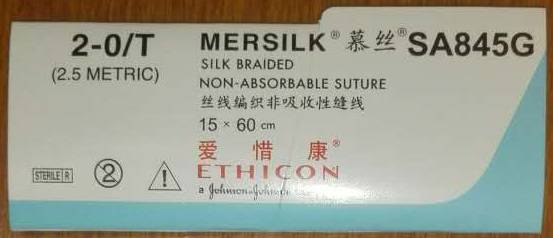 2-0/T
(2.5 METRIC)
MERSILK® 慕丝® SA845G
SILK BRAIDED
NON-ABSORBABLE SUTURE
丝线编织非吸收性缝线
15 × 60 cm
爱惜康®
ETHICON
a Johnson & Johnson
STERILE R
2